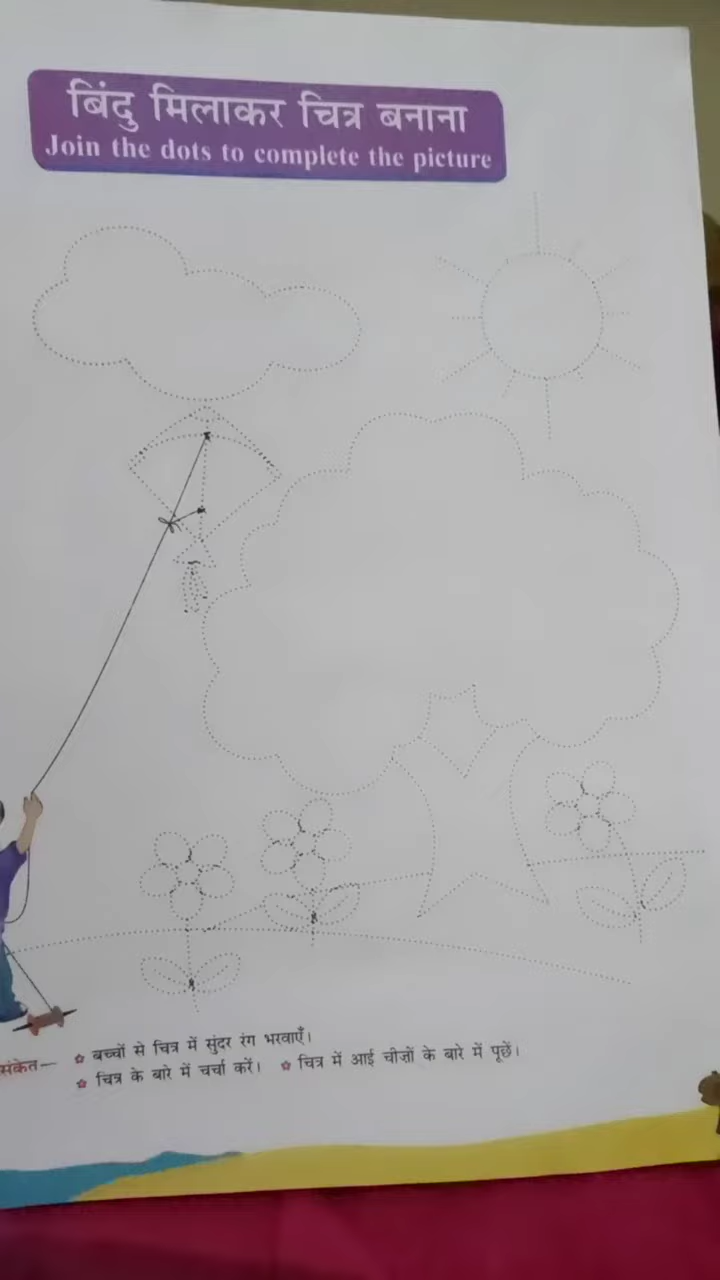 बिंदु मिलाकर चित्र बनाना
Join the dots to complete the picture
संकेत— ✩ बच्चों से चित्र में सुंदर रंग भरवाएँ।
✩ चित्र के बारे में चर्चा करें। ✩ चित्र में आई चीज़ों के बारे में पूछें।